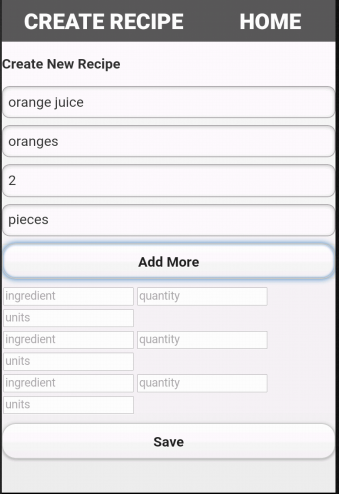 CREATE RECIPE HOME
Create New Recipe
orange juice
oranges
2
pieces
Add More
ingredient quantity
units
ingredient quantity
units
ingredient quantity
units
Save